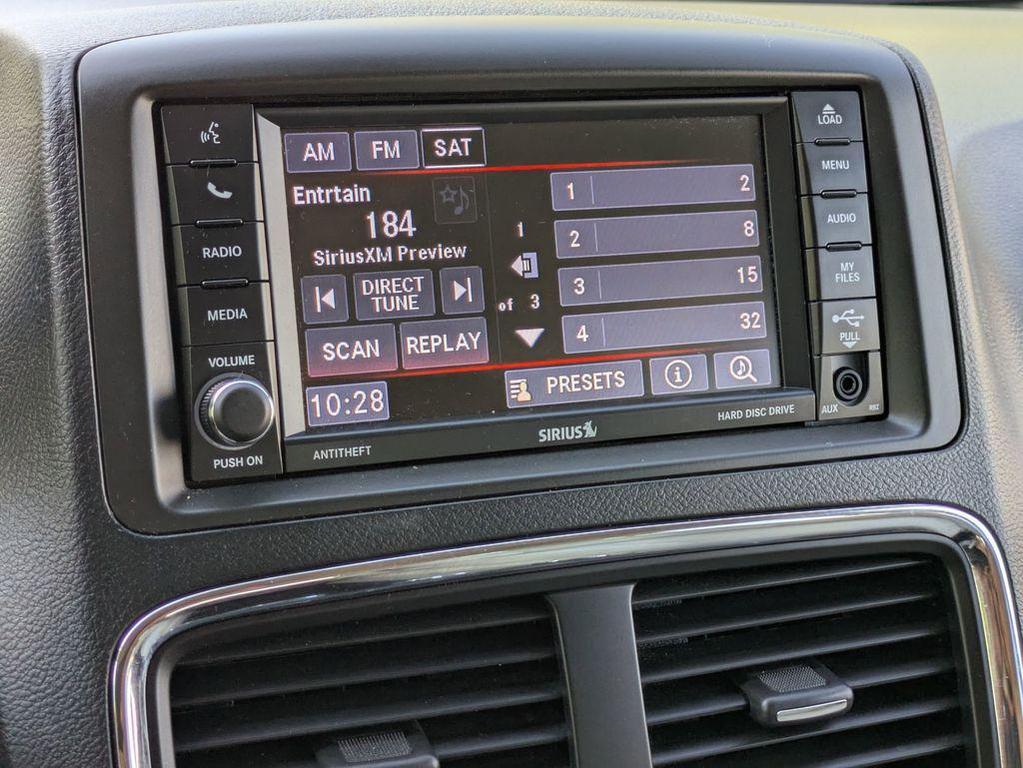 RADIO
MEDIA
VOLUME
PUSH ON
AM FM SAT
Entrtain
184
SiriusXM Preview
DIRECT
TUNE
SCAN REPLAY
10:28
1
of 3
1 2
2 8
3 15
4 32
PRESETS
i
LOAD
MENU
AUDIO
MY
FILES
PULL
AUX RBZ
ANTITHEFT
SIRIUS
HARD DISC DRIVE